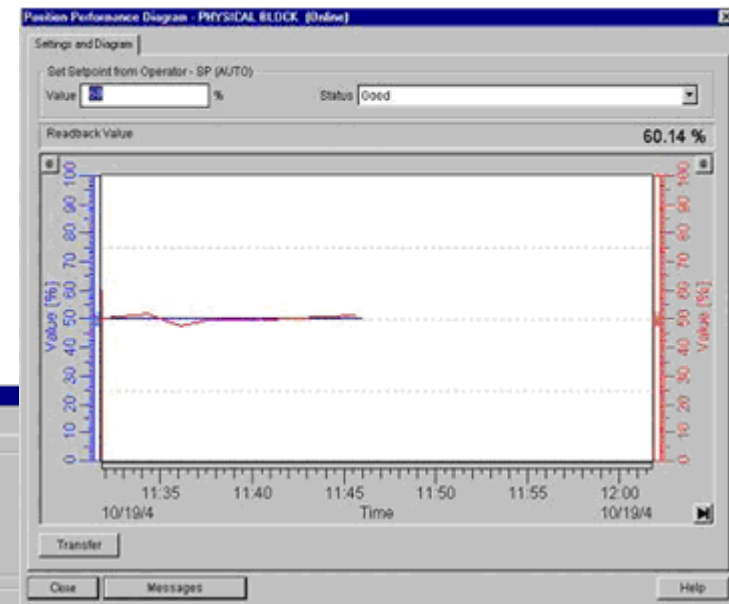 Position Performance Diagram - PHYSICAL BLOCK (Online)
Settings and Diagram
Set Setpoint from Operator - SP (AUTO)
Value 60 % Status Good
Readback Value 60.14 %
100 90 80 70 60 50 40 30 20 10 0
Value [%]
100 90 80 70 60 50 40 30 20 10 0
Value [%]
11:35 11:40 11:45 11:50 11:55 12:00
10/19/4 Time 10/19/4
Transfer
Close Messages Help